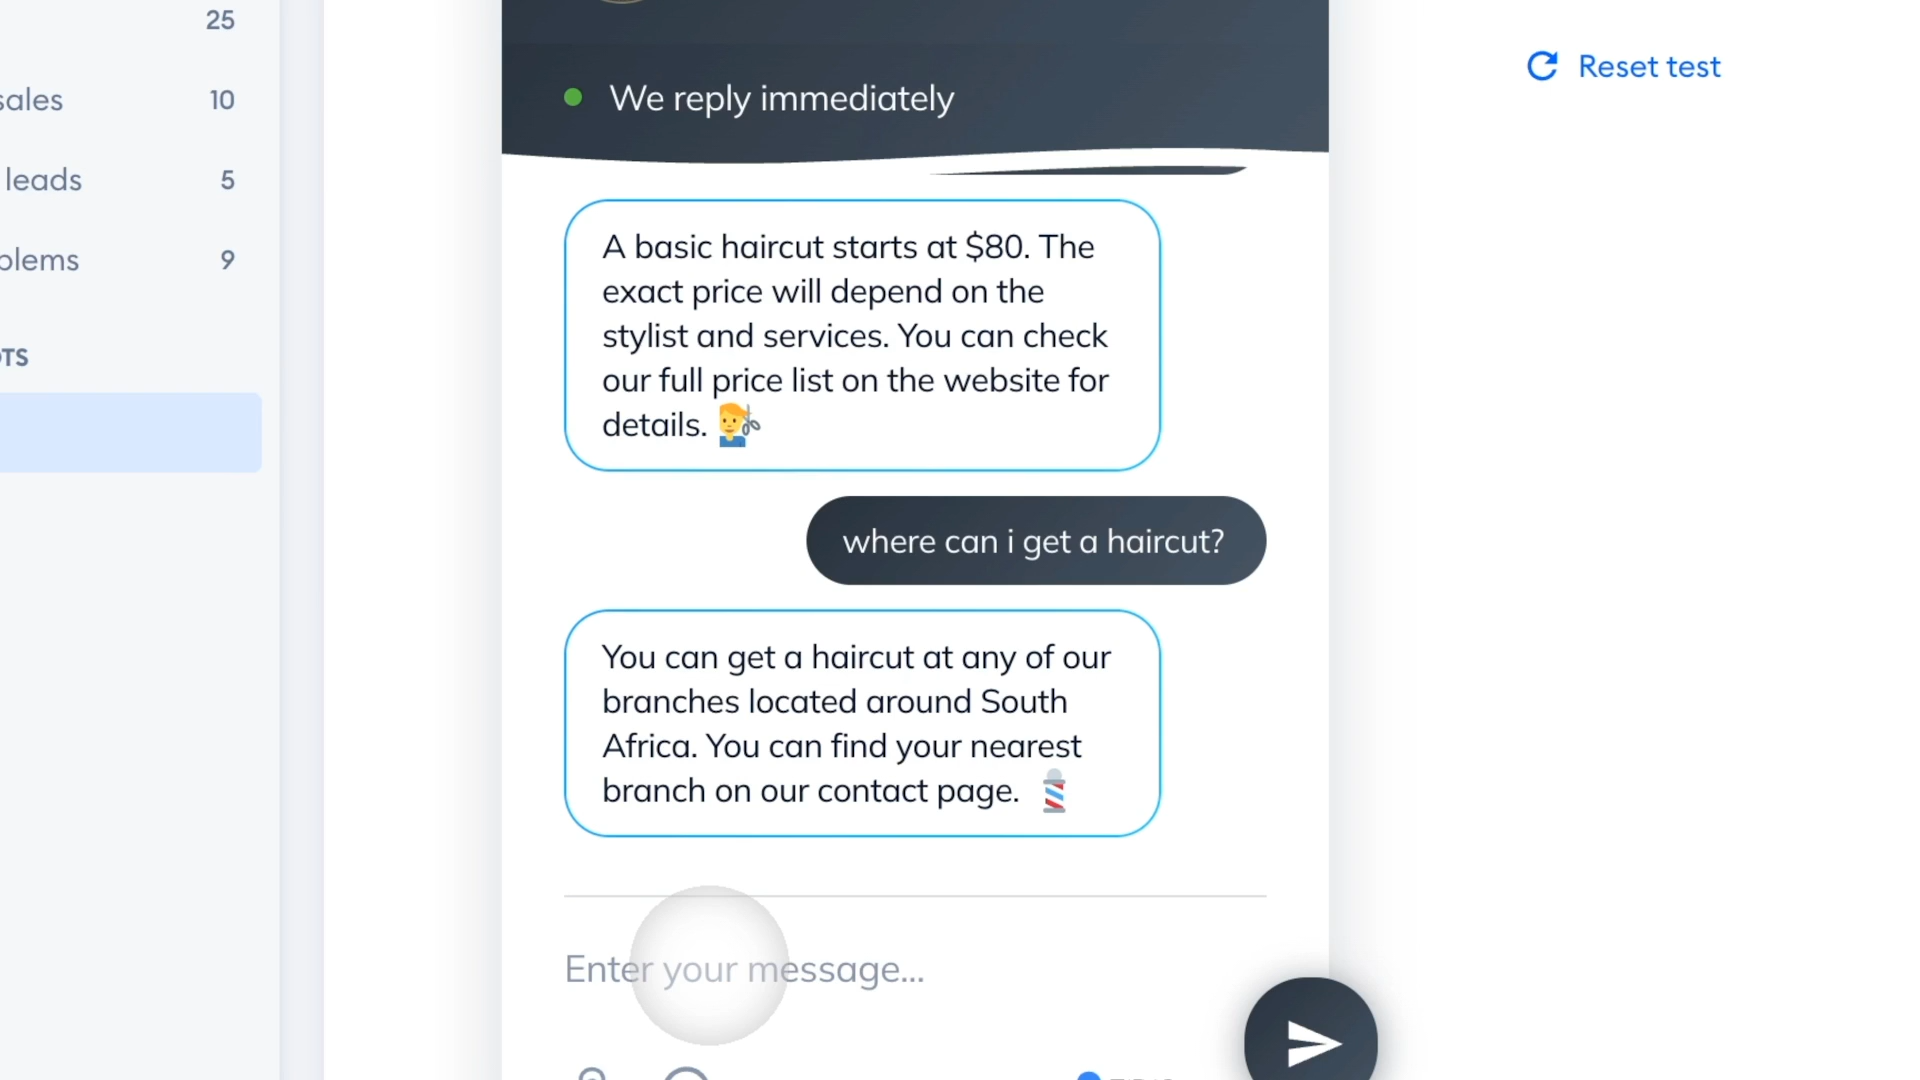 25
sales 10
leads 5
blems 9
We reply immediately
Reset test
A basic haircut starts at $80. The
exact price will depend on the
stylist and services. You can check
our full price list on the website for
details.
where can i get a haircut?
You can get a haircut at any of our
branches located around South
Africa. You can find your nearest
branch on our contact page.
Enter your message...